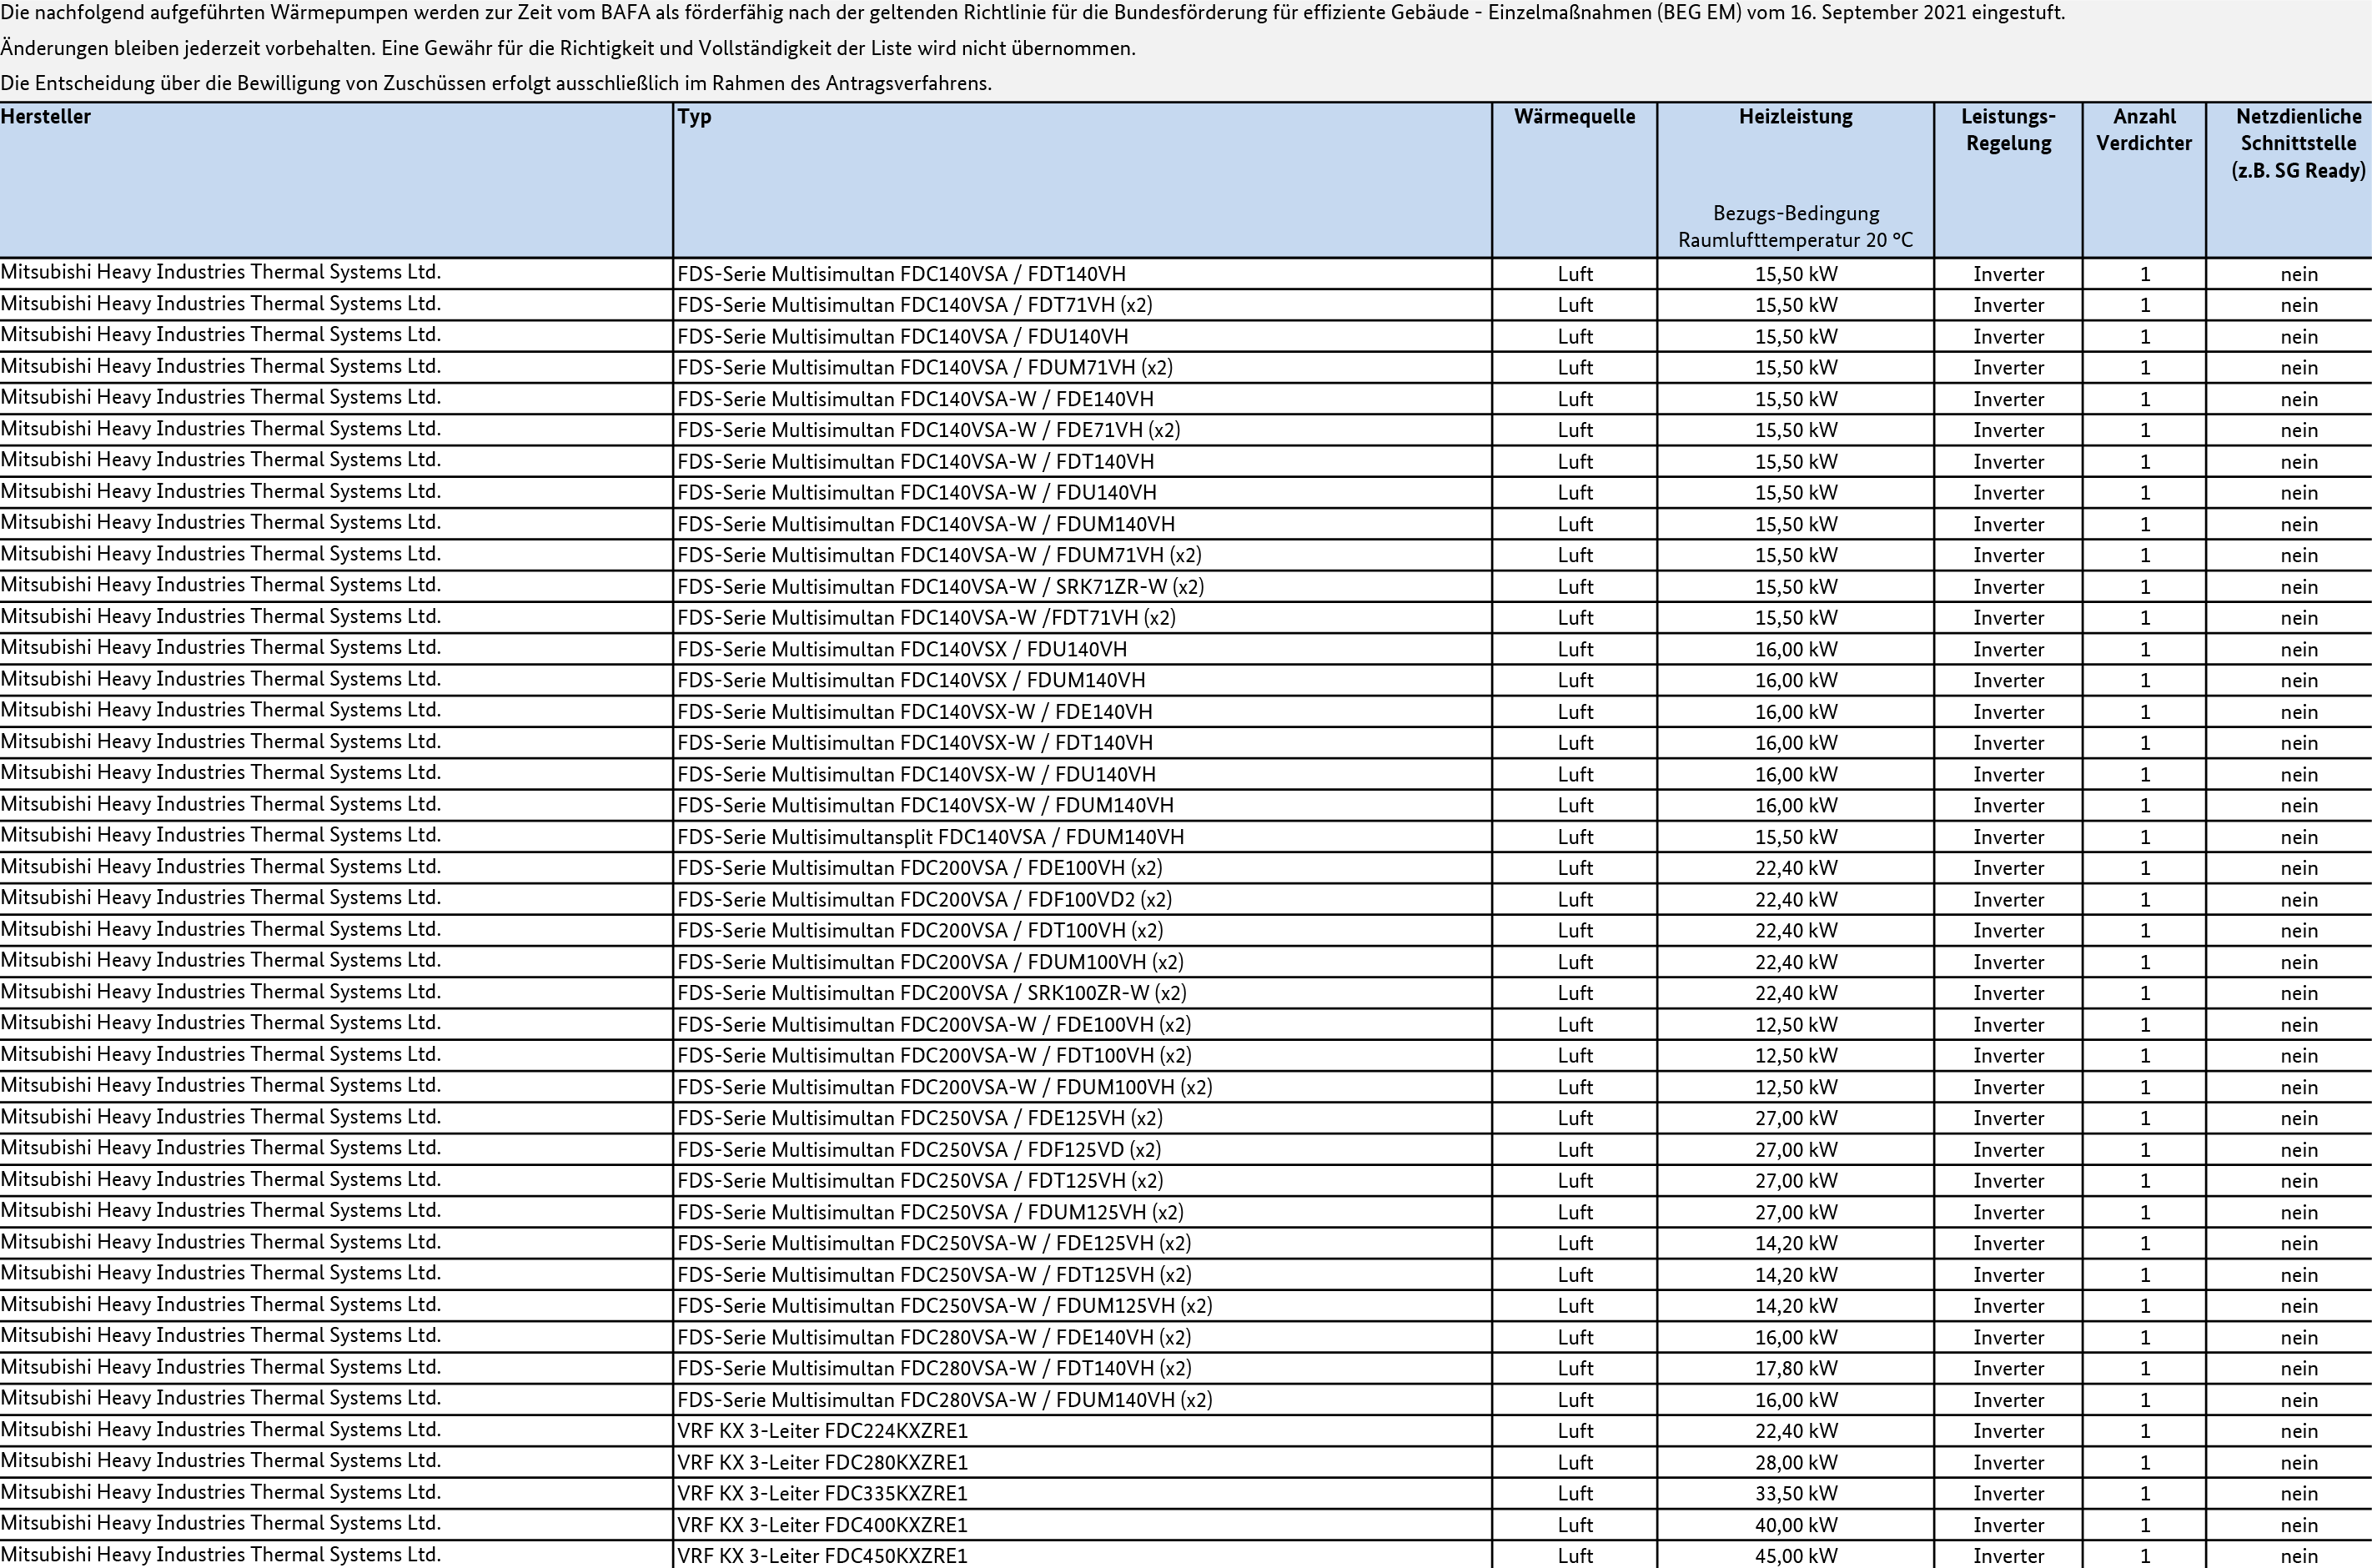 Die nachfolgend aufgeführten Wärmepumpen werden zur Zeit vom BAFA als förderfähig nach der geltenden Richtlinie für die Bundesförderung für effiziente Gebäude - Einzelmaßnahmen (BEG EM) vom 16. September 2021 eingestuft.
Änderungen bleiben jederzeit vorbehalten. Eine Gewähr für die Richtigkeit und Vollständigkeit der Liste wird nicht übernommen.
Die Entscheidung über die Bewilligung von Zuschüssen erfolgt ausschließlich im Rahmen des Antragsverfahrens.
Hersteller Typ Wärmequelle Heizleistung Leistungs- Anzahl Netzdienliche
Regelung Verdichter Schnittstelle
(z.B. SG Ready)
Bezugs-Bedingung
Raumlufttemperatur 20 °C
Mitsubishi Heavy Industries Thermal Systems Ltd. FDS-Serie Multisimultan FDC140VSA / FDT140VH Luft 15,50 kW Inverter 1 nein
Mitsubishi Heavy Industries Thermal Systems Ltd. FDS-Serie Multisimultan FDC140VSA / FDT71VH (x2) Luft 15,50 kW Inverter 1 nein
Mitsubishi Heavy Industries Thermal Systems Ltd. FDS-Serie Multisimultan FDC140VSA / FDU140VH Luft 15,50 kW Inverter 1 nein
Mitsubishi Heavy Industries Thermal Systems Ltd. FDS-Serie Multisimultan FDC140VSA / FDUM71VH (x2) Luft 15,50 kW Inverter 1 nein
Mitsubishi Heavy Industries Thermal Systems Ltd. FDS-Serie Multisimultan FDC140VSA-W / FDE140VH Luft 15,50 kW Inverter 1 nein
Mitsubishi Heavy Industries Thermal Systems Ltd. FDS-Serie Multisimultan FDC140VSA-W / FDE71VH (x2) Luft 15,50 kW Inverter 1 nein
Mitsubishi Heavy Industries Thermal Systems Ltd. FDS-Serie Multisimultan FDC140VSA-W / FDT140VH Luft 15,50 kW Inverter 1 nein
Mitsubishi Heavy Industries Thermal Systems Ltd. FDS-Serie Multisimultan FDC140VSA-W / FDU140VH Luft 15,50 kW Inverter 1 nein
Mitsubishi Heavy Industries Thermal Systems Ltd. FDS-Serie Multisimultan FDC140VSA-W / FDUM140VH Luft 15,50 kW Inverter 1 nein
Mitsubishi Heavy Industries Thermal Systems Ltd. FDS-Serie Multisimultan FDC140VSA-W / FDUM71VH (x2) Luft 15,50 kW Inverter 1 nein
Mitsubishi Heavy Industries Thermal Systems Ltd. FDS-Serie Multisimultan FDC140VSA-W / SRK71ZR-W (x2) Luft 15,50 kW Inverter 1 nein
Mitsubishi Heavy Industries Thermal Systems Ltd. FDS-Serie Multisimultan FDC140VSA-W /FDT71VH (x2) Luft 15,50 kW Inverter 1 nein
Mitsubishi Heavy Industries Thermal Systems Ltd. FDS-Serie Multisimultan FDC140VSX / FDU140VH Luft 16,00 kW Inverter 1 nein
Mitsubishi Heavy Industries Thermal Systems Ltd. FDS-Serie Multisimultan FDC140VSX / FDUM140VH Luft 16,00 kW Inverter 1 nein
Mitsubishi Heavy Industries Thermal Systems Ltd. FDS-Serie Multisimultan FDC140VSX-W / FDE140VH Luft 16,00 kW Inverter 1 nein
Mitsubishi Heavy Industries Thermal Systems Ltd. FDS-Serie Multisimultan FDC140VSX-W / FDT140VH Luft 16,00 kW Inverter 1 nein
Mitsubishi Heavy Industries Thermal Systems Ltd. FDS-Serie Multisimultan FDC140VSX-W / FDU140VH Luft 16,00 kW Inverter 1 nein
Mitsubishi Heavy Industries Thermal Systems Ltd. FDS-Serie Multisimultan FDC140VSX-W / FDUM140VH Luft 16,00 kW Inverter 1 nein
Mitsubishi Heavy Industries Thermal Systems Ltd. FDS-Serie Multisimultansplit FDC140VSA / FDUM140VH Luft 15,50 kW Inverter 1 nein
Mitsubishi Heavy Industries Thermal Systems Ltd. FDS-Serie Multisimultan FDC200VSA / FDE100VH (x2) Luft 22,40 kW Inverter 1 nein
Mitsubishi Heavy Industries Thermal Systems Ltd. FDS-Serie Multisimultan FDC200VSA / FDF100VD2 (x2) Luft 22,40 kW Inverter 1 nein
Mitsubishi Heavy Industries Thermal Systems Ltd. FDS-Serie Multisimultan FDC200VSA / FDT100VH (x2) Luft 22,40 kW Inverter 1 nein
Mitsubishi Heavy Industries Thermal Systems Ltd. FDS-Serie Multisimultan FDC200VSA / FDUM100VH (x2) Luft 22,40 kW Inverter 1 nein
Mitsubishi Heavy Industries Thermal Systems Ltd. FDS-Serie Multisimultan FDC200VSA / SRK100ZR-W (x2) Luft 22,40 kW Inverter 1 nein
Mitsubishi Heavy Industries Thermal Systems Ltd. FDS-Serie Multisimultan FDC200VSA-W / FDE100VH (x2) Luft 12,50 kW Inverter 1 nein
Mitsubishi Heavy Industries Thermal Systems Ltd. FDS-Serie Multisimultan FDC200VSA-W / FDT100VH (x2) Luft 12,50 kW Inverter 1 nein
Mitsubishi Heavy Industries Thermal Systems Ltd. FDS-Serie Multisimultan FDC200VSA-W / FDUM100VH (x2) Luft 12,50 kW Inverter 1 nein
Mitsubishi Heavy Industries Thermal Systems Ltd. FDS-Serie Multisimultan FDC250VSA / FDE125VH (x2) Luft 27,00 kW Inverter 1 nein
Mitsubishi Heavy Industries Thermal Systems Ltd. FDS-Serie Multisimultan FDC250VSA / FDF125VD (x2) Luft 27,00 kW Inverter 1 nein
Mitsubishi Heavy Industries Thermal Systems Ltd. FDS-Serie Multisimultan FDC250VSA / FDT125VH (x2) Luft 27,00 kW Inverter 1 nein
Mitsubishi Heavy Industries Thermal Systems Ltd. FDS-Serie Multisimultan FDC250VSA / FDUM125VH (x2) Luft 27,00 kW Inverter 1 nein
Mitsubishi Heavy Industries Thermal Systems Ltd. FDS-Serie Multisimultan FDC250VSA-W / FDE125VH (x2) Luft 14,20 kW Inverter 1 nein
Mitsubishi Heavy Industries Thermal Systems Ltd. FDS-Serie Multisimultan FDC250VSA-W / FDT125VH (x2) Luft 14,20 kW Inverter 1 nein
Mitsubishi Heavy Industries Thermal Systems Ltd. FDS-Serie Multisimultan FDC250VSA-W / FDUM125VH (x2) Luft 14,20 kW Inverter 1 nein
Mitsubishi Heavy Industries Thermal Systems Ltd. FDS-Serie Multisimultan FDC280VSA-W / FDE140VH (x2) Luft 16,00 kW Inverter 1 nein
Mitsubishi Heavy Industries Thermal Systems Ltd. FDS-Serie Multisimultan FDC280VSA-W / FDT140VH (x2) Luft 17,80 kW Inverter 1 nein
Mitsubishi Heavy Industries Thermal Systems Ltd. FDS-Serie Multisimultan FDC280VSA-W / FDUM140VH (x2) Luft 16,00 kW Inverter 1 nein
Mitsubishi Heavy Industries Thermal Systems Ltd. VRF KX 3-Leiter FDC224KXZRE1 Luft 22,40 kW Inverter 1 nein
Mitsubishi Heavy Industries Thermal Systems Ltd. VRF KX 3-Leiter FDC280KXZRE1 Luft 28,00 kW Inverter 1 nein
Mitsubishi Heavy Industries Thermal Systems Ltd. VRF KX 3-Leiter FDC335KXZRE1 Luft 33,50 kW Inverter 1 nein
Mitsubishi Heavy Industries Thermal Systems Ltd. VRF KX 3-Leiter FDC400KXZRE1 Luft 40,00 kW Inverter 1 nein
Mitsubishi Heavy Industries Thermal Systems Ltd. VRF KX 3-Leiter FDC450KXZRE1 Luft 45,00 kW Inverter 1 nein